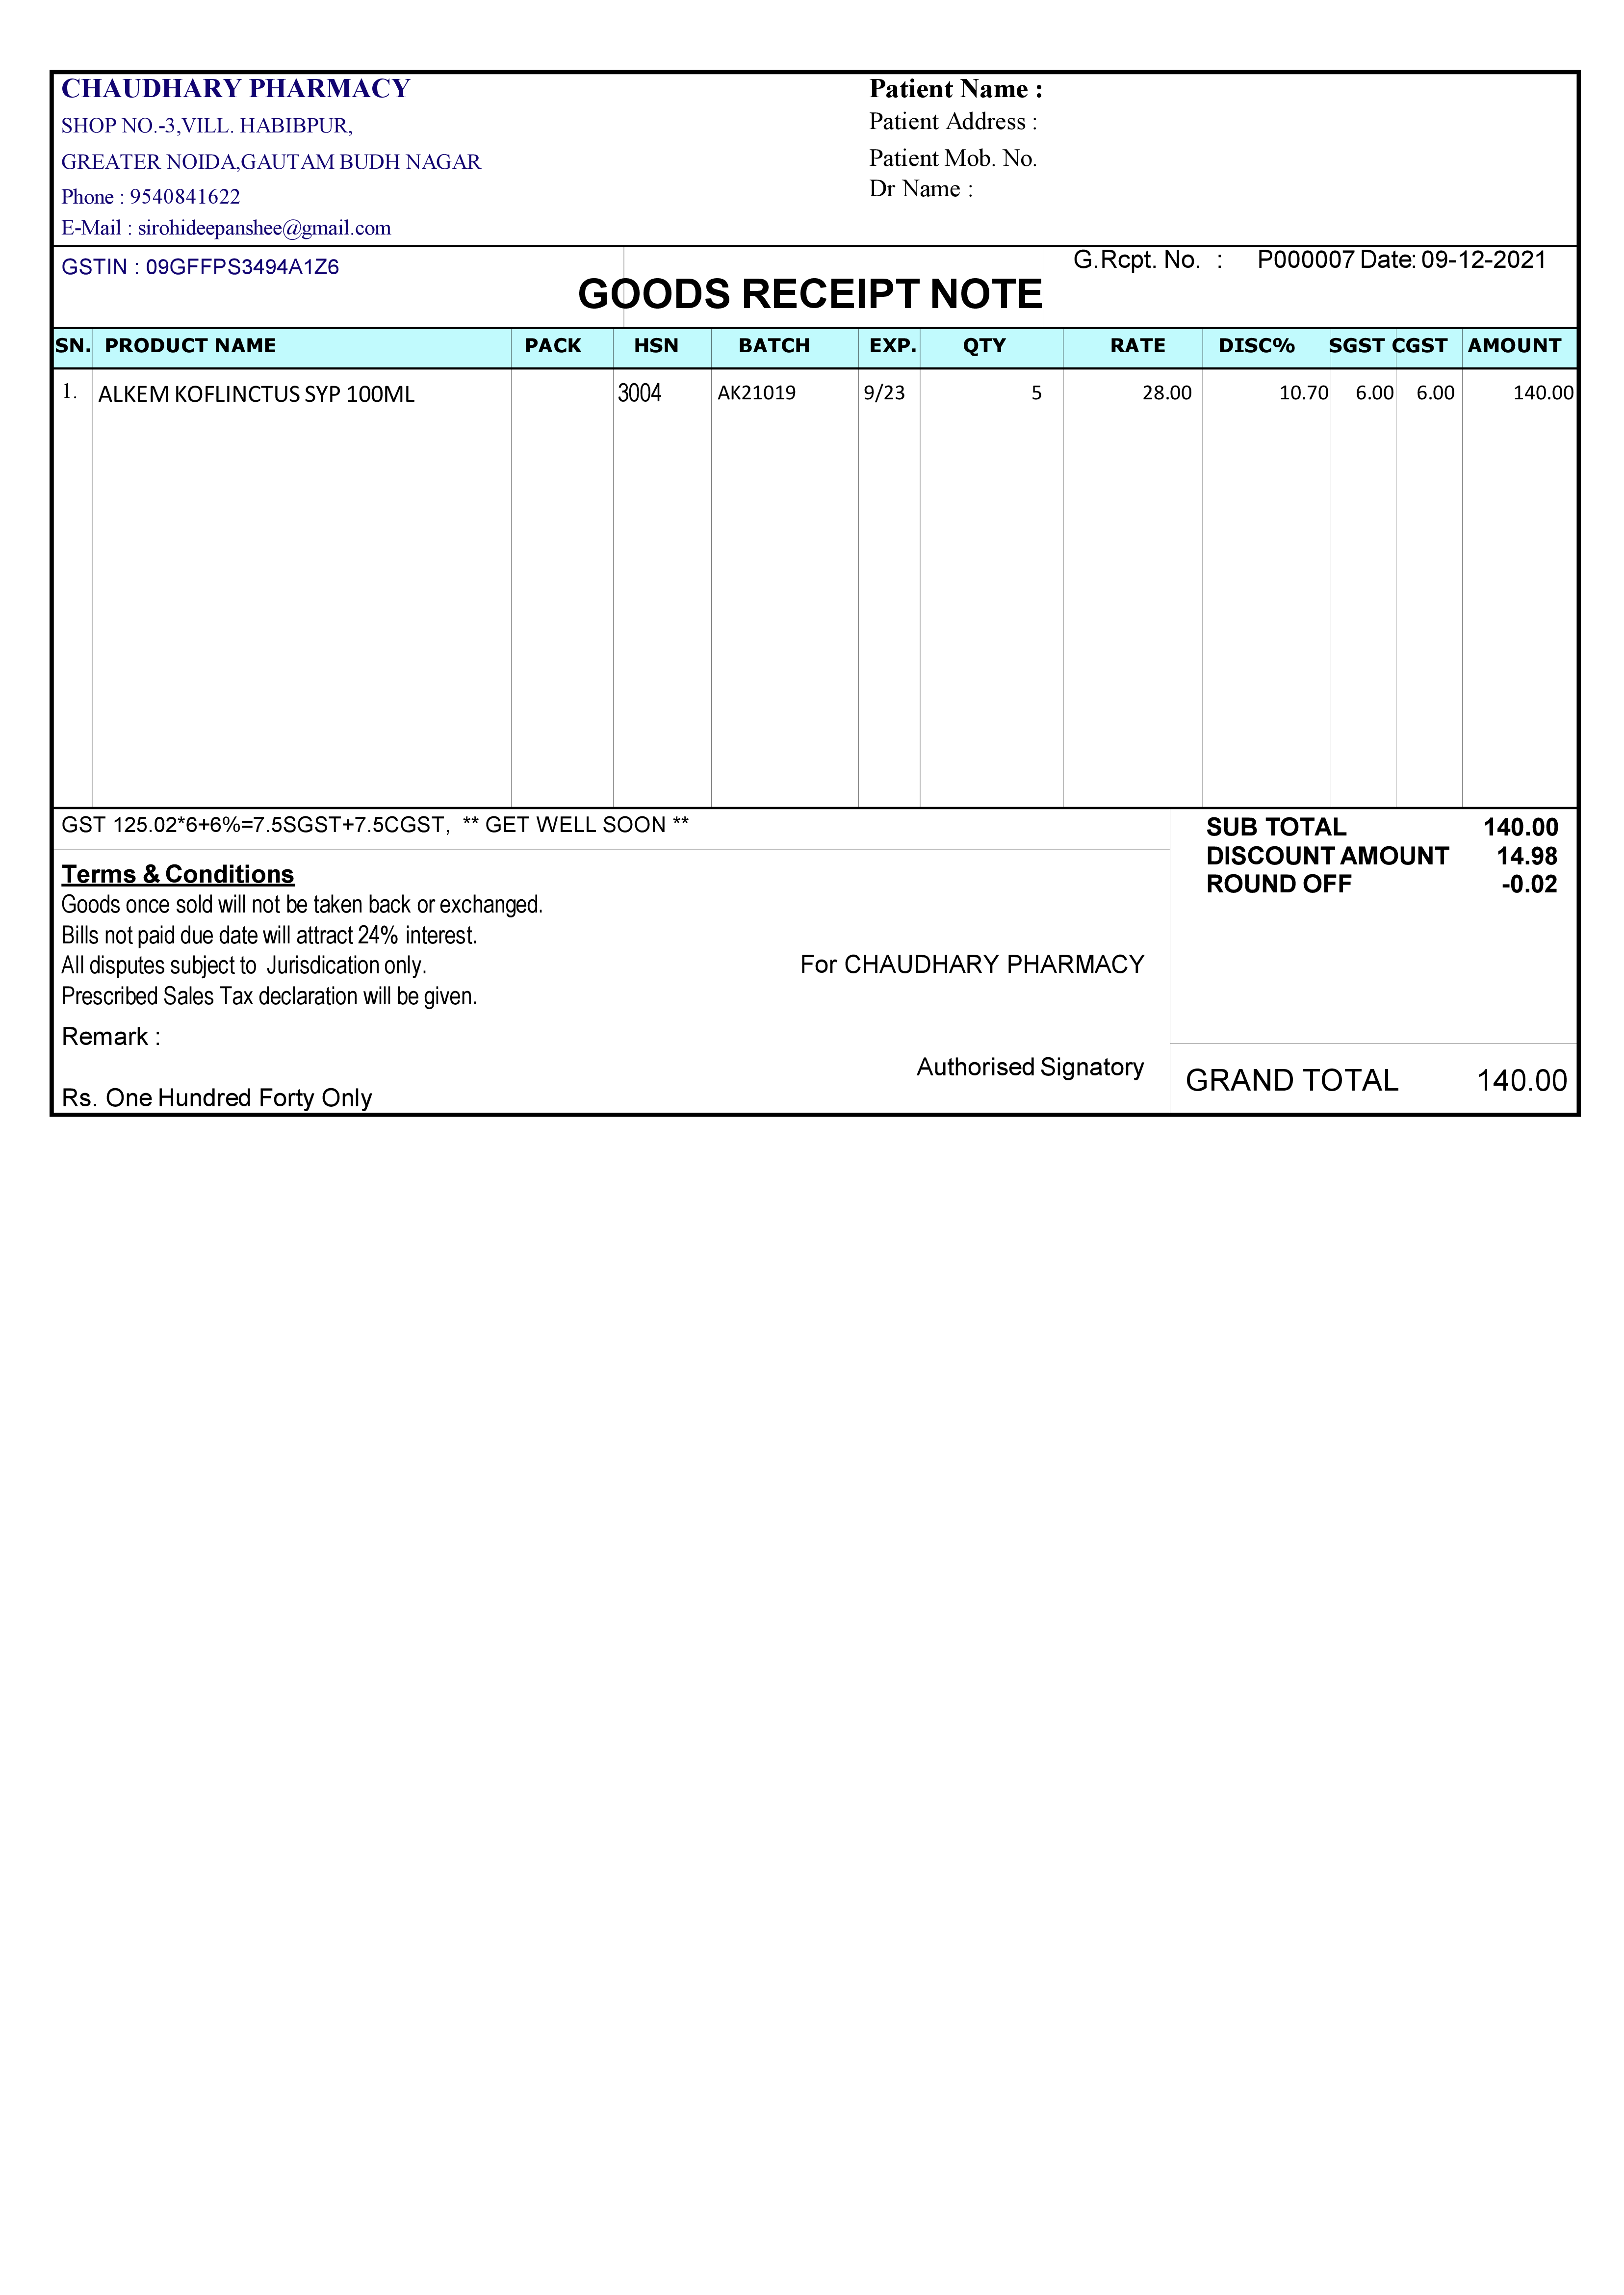 CHAUDHARY PHARMACY
SHOP NO.-3,VILL. HABIBPUR,
GREATER NOIDA,GAUTAM BUDH NAGAR
Phone : 9540841622
E-Mail : sirohideepanshee@gmail.com
Patient Name :
Patient Address :
Patient Mob. No.
Dr Name :
GSTIN : 09GFFPS3494A1Z6
GOODS RECEIPT NOTE
G.Rcpt. No. : P000007 Date: 09-12-2021
SN. PRODUCT NAME PACK HSN BATCH EXP. QTY RATE DISC% SGST CGST AMOUNT
1. ALKEM KOFLINCTUS SYP 100ML 3004 AK21019 9/23 5 28.00 10.70 6.00 6.00 140.00
GST 125.02*6+6%=7.5SGST+7.5CGST, ** GET WELL SOON **
Terms & Conditions
Goods once sold will not be taken back or exchanged.
Bills not paid due date will attract 24% interest.
All disputes subject to Jurisdication only.
Prescribed Sales Tax declaration will be given.
Remark :
Rs. One Hundred Forty Only
For CHAUDHARY PHARMACY
Authorised Signatory
SUB TOTAL 140.00
DISCOUNT AMOUNT 14.98
ROUND OFF -0.02
GRAND TOTAL 140.00